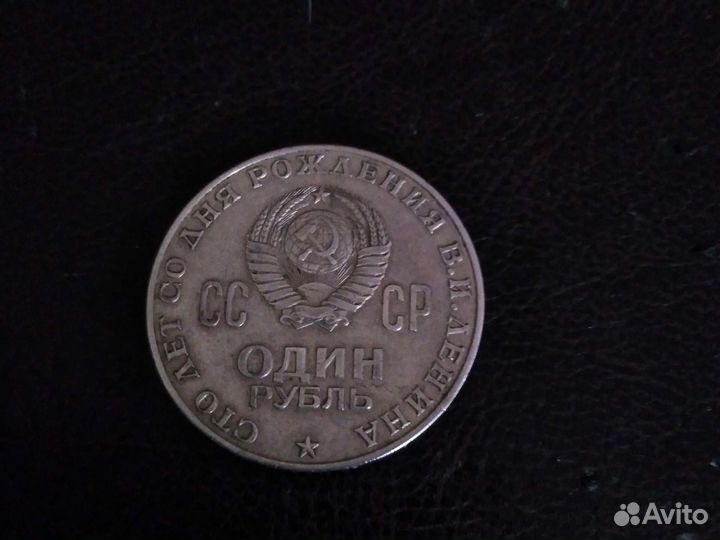 СТО ЛЕТ СО ДНЯ РОЖДЕНИЯ В.И.ЛЕНИНА
СС СР
ОДИН
РУБЛЬ
Avito